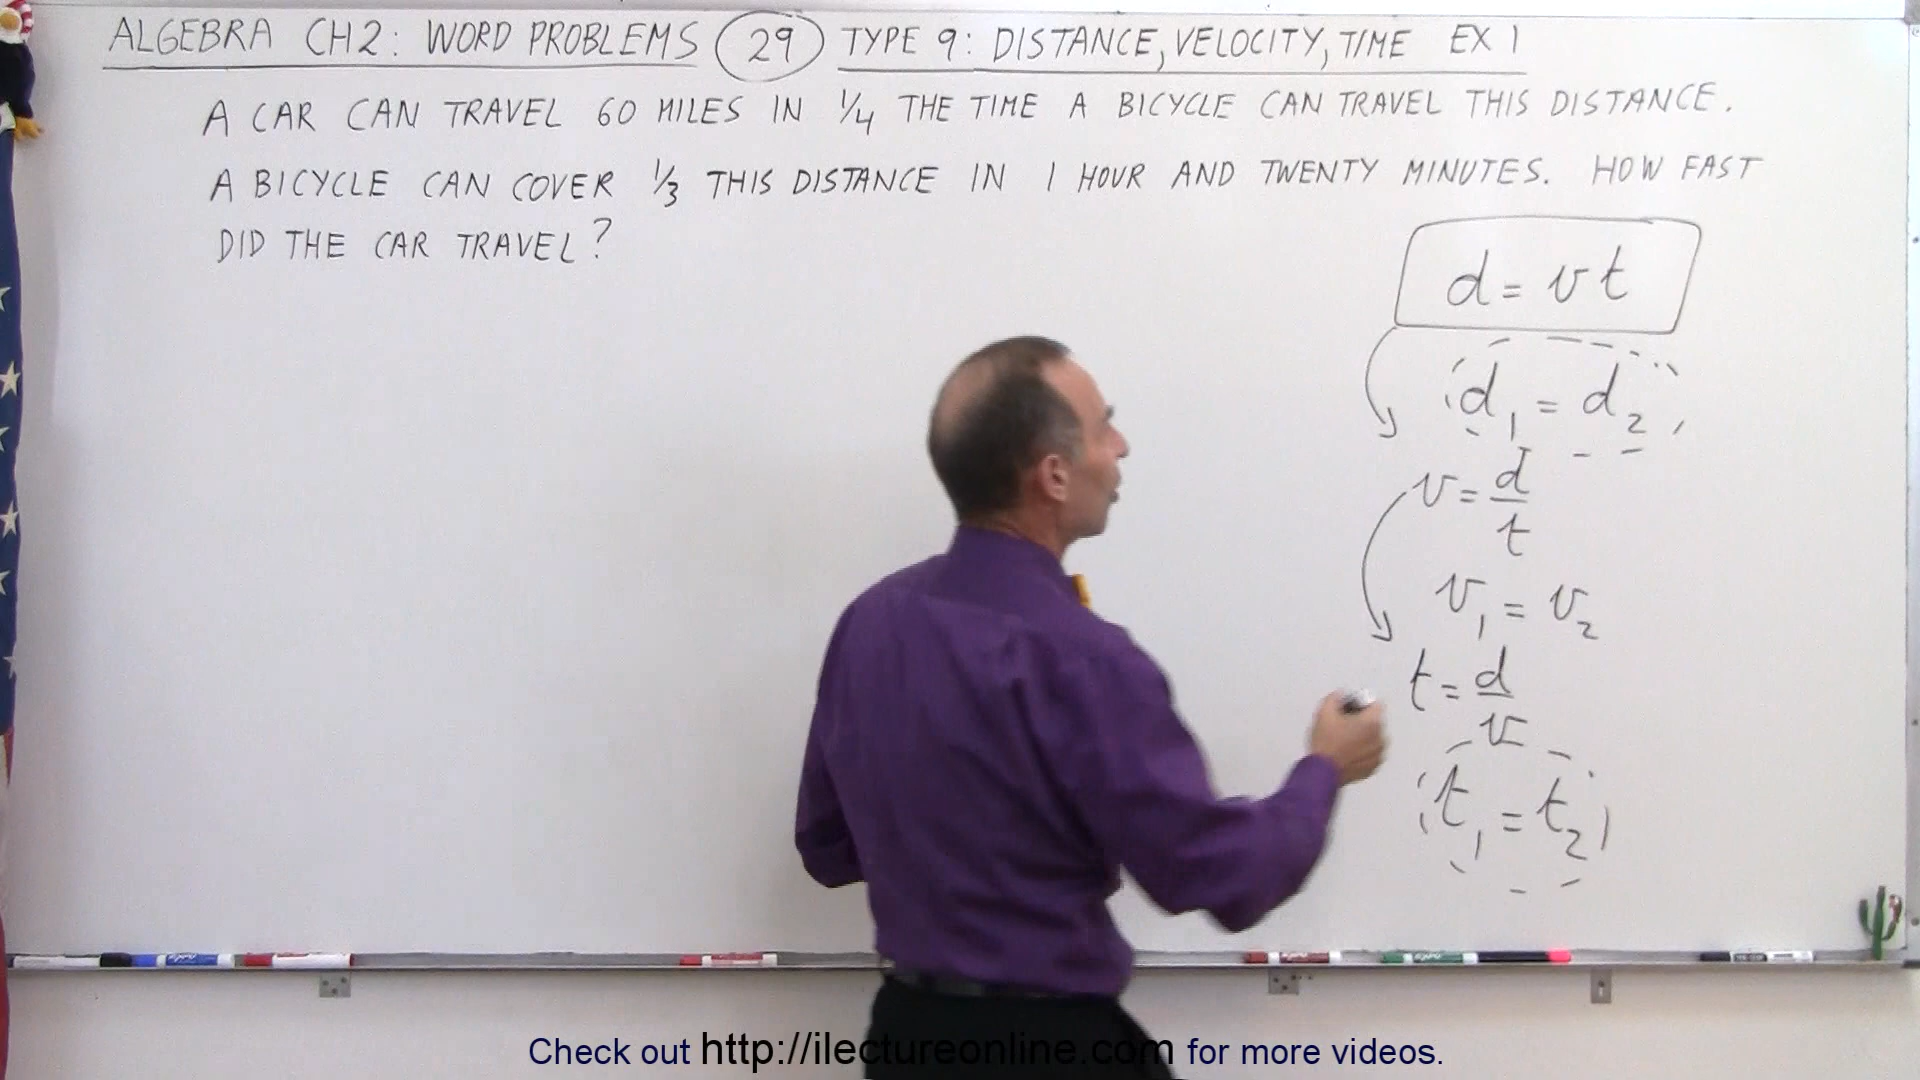 ALGEBRA CH2: WORD PROBLEMS 29 TYPE 9: DISTANCE, VELOCITY, TIME EX 1
A CAR CAN TRAVEL 60 MILES IN 1/4 THE TIME A BICYCLE CAN TRAVEL THIS DISTANCE.
A BICYCLE CAN COVER 1/3 THIS DISTANCE IN 1 HOUR AND TWENTY MINUTES. HOW FAST
DID THE CAR TRAVEL?
d = vt
d₁ = d₂
v = d/t
v₁ = v₂
t = d/v
t₁ = t₂
Check out http://ilectureonline.com for more videos.